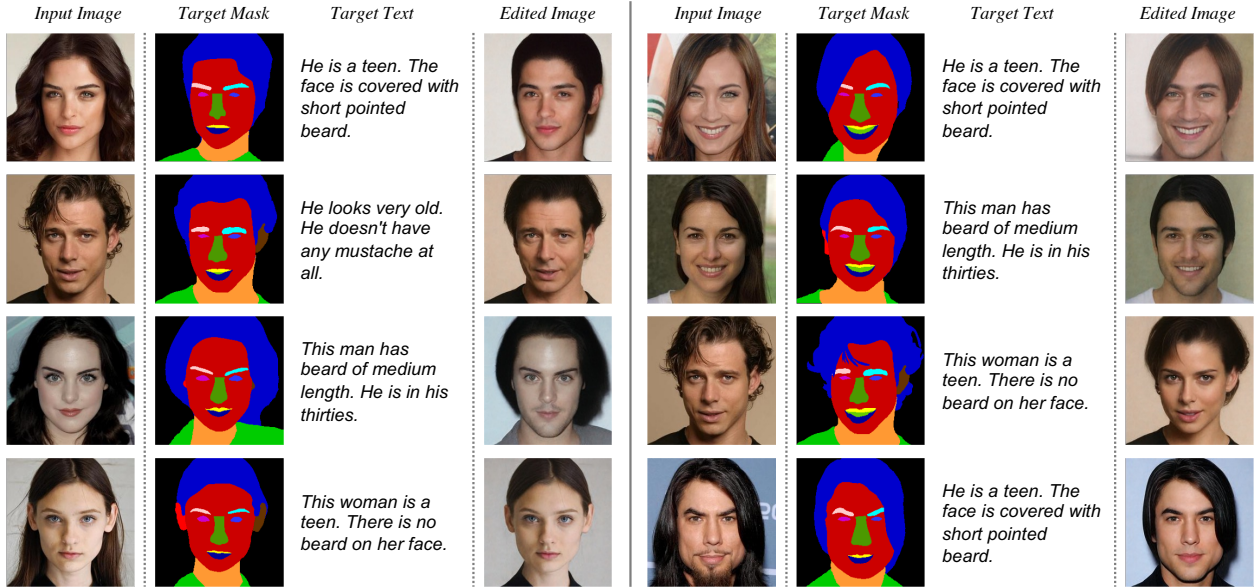 Input Image Target Mask Target Text Edited Image
He is a teen. The
face is covered with
short pointed
beard.
He looks very old.
He doesn't have
any mustache at
all.
This man has
beard of medium
length. He is in his
thirties.
This woman is a
teen. There is no
beard on her face.
Input Image Target Mask Target Text Edited Image
He is a teen. The
face is covered with
short pointed
beard.
This man has
beard of medium
length. He is in his
thirties.
This woman is a
teen. There is no
beard on her face.
He is a teen. The
face is covered with
short pointed
beard.